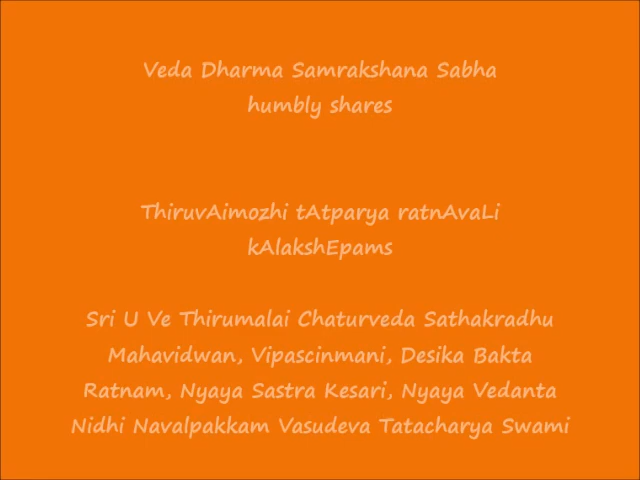 Veda Dharma Samrakshana Sabha
humbly shares
ThiruvAimozhi tAtparya ratnAvaLi
kAlakshEpams
Sri U Ve Thirumalai Chaturveda Sathakradhu
Mahavidwan, Vipascinmani, Desika Bakta
Ratnam, Nyaya Sastra Kesari, Nyaya Vedanta
Nidhi Navalpakkam Vasudeva Tatacharya Swami